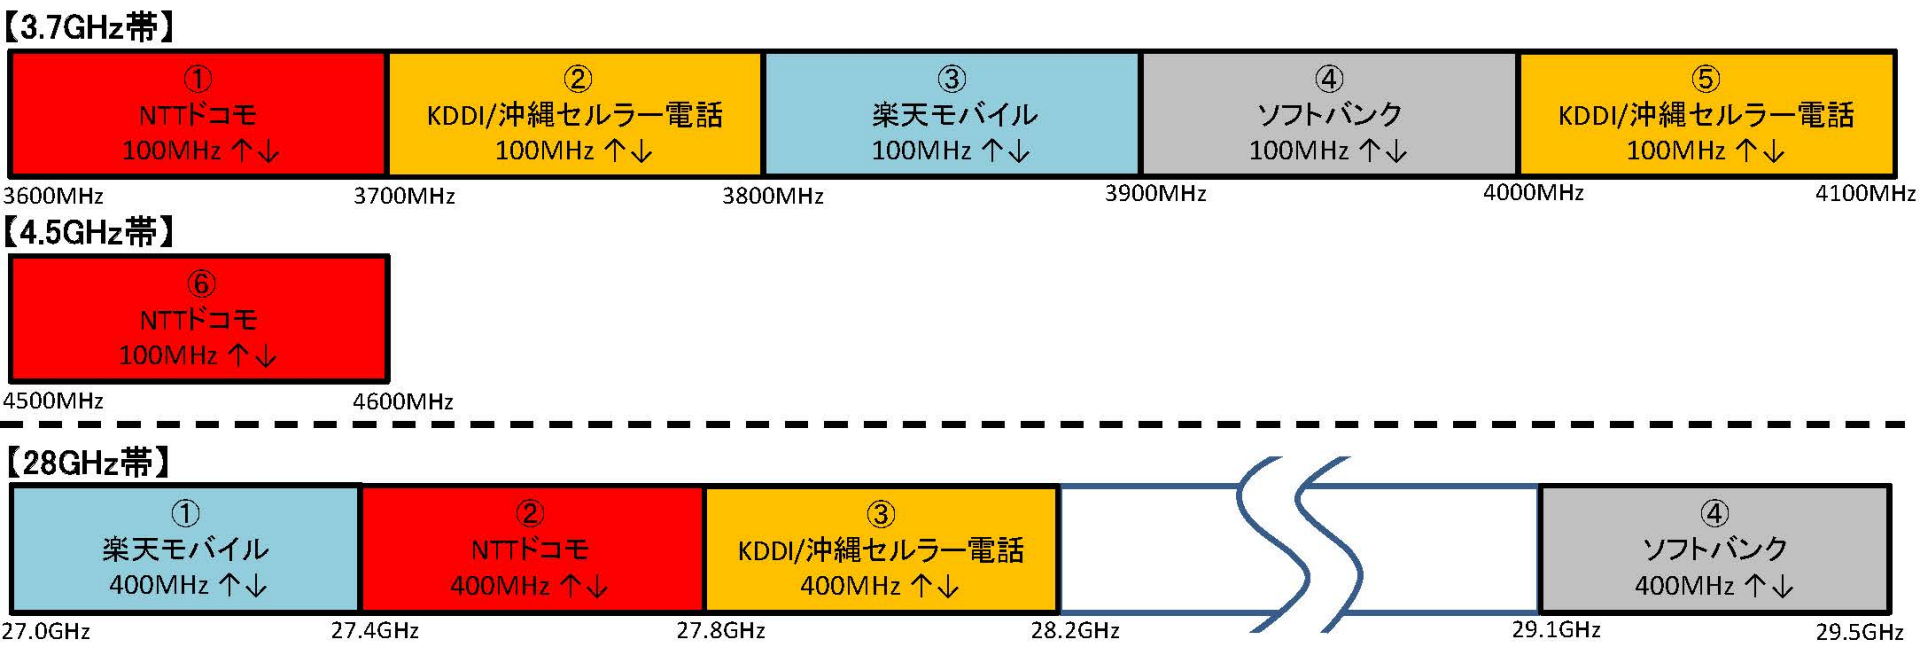 【3.7GHz帯】
① ② ③ ④ ⑤
NTTドコモ KDDI/沖縄セルラー電話 楽天モバイル ソフトバンク KDDI/沖縄セルラー電話
100MHz ↑↓ 100MHz ↑↓ 100MHz ↑↓ 100MHz ↑↓ 100MHz ↑↓
3600MHz 3700MHz 3800MHz 3900MHz 4000MHz 4100MHz
【4.5GHz帯】
⑥
NTTドコモ
100MHz ↑↓
4500MHz 4600MHz
【28GHz帯】
① ② ③ ④
楽天モバイル NTTドコモ KDDI/沖縄セルラー電話 ソフトバンク
400MHz ↑↓ 400MHz ↑↓ 400MHz ↑↓ 400MHz ↑↓
27.0GHz 27.4GHz 27.8GHz 28.2GHz 29.1GHz 29.5GHz